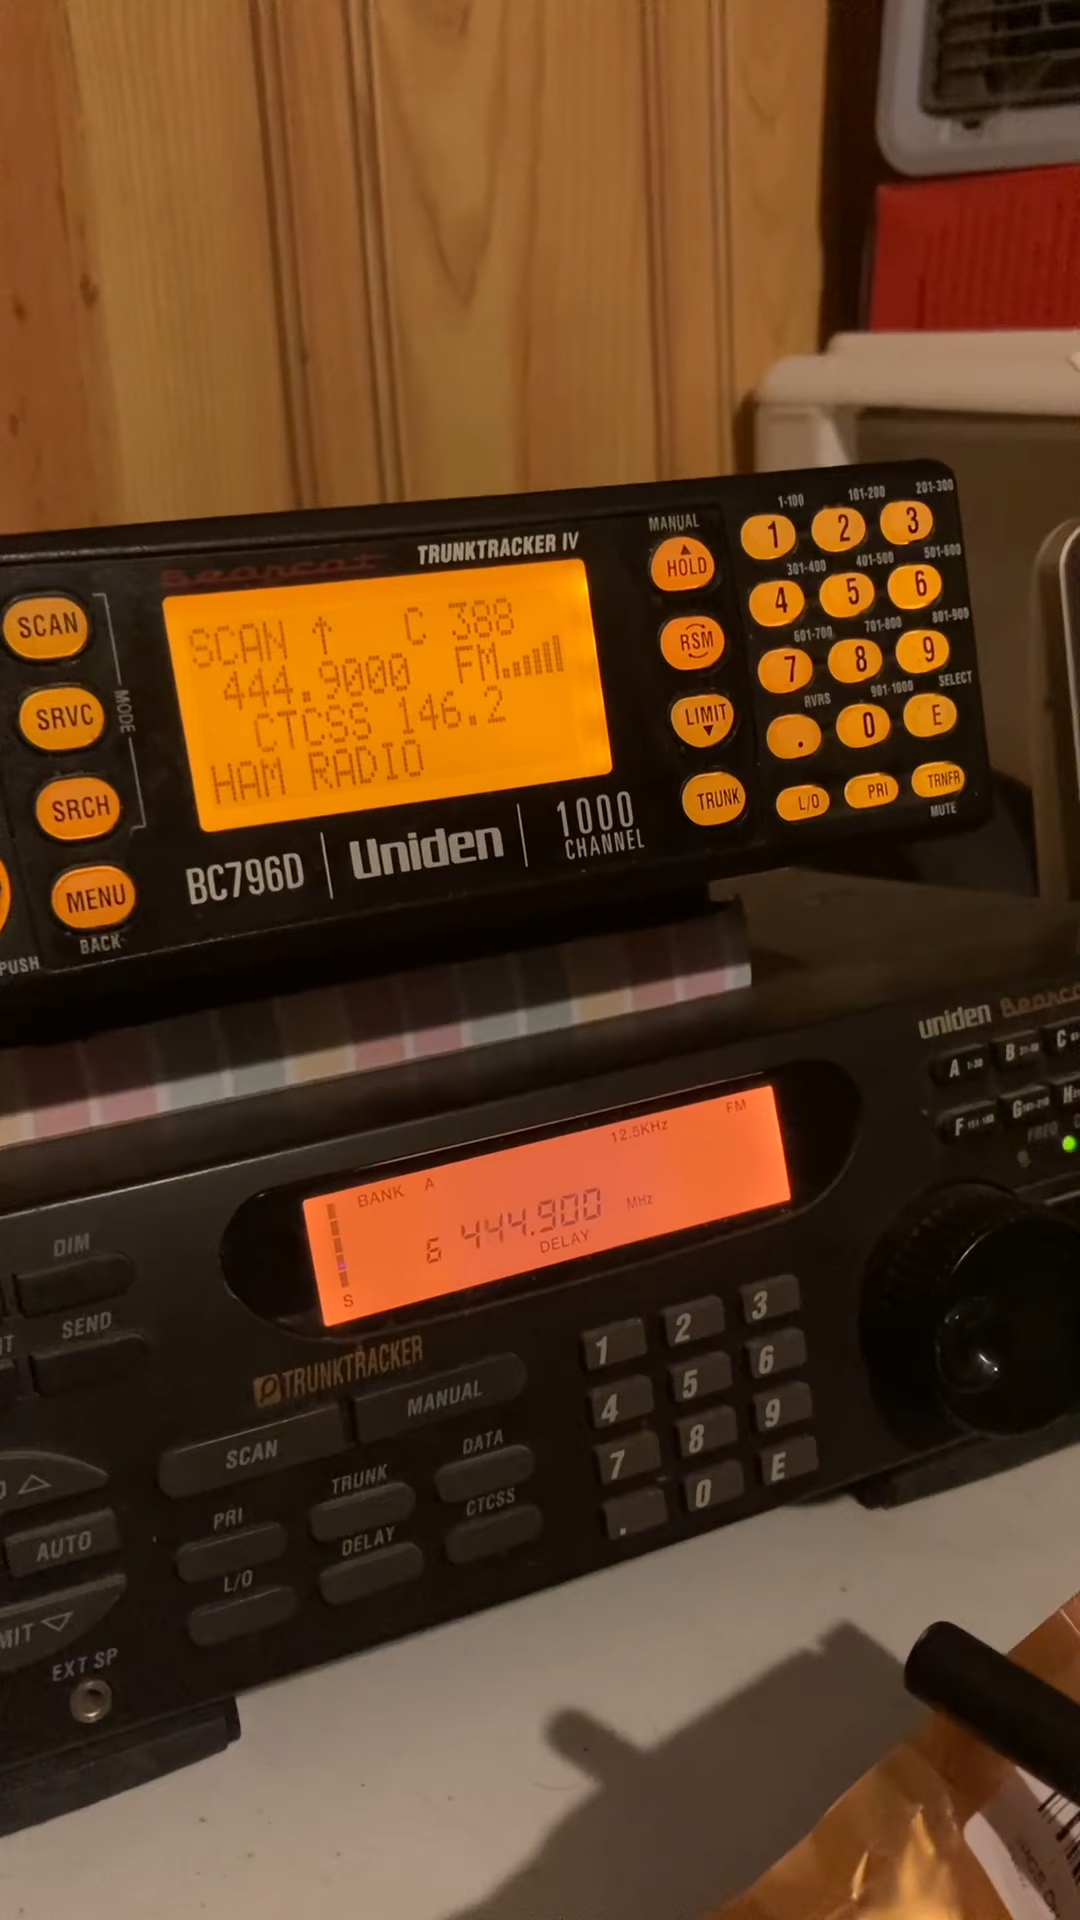 TRUNKTRACKER IV
Bearcat
SCAN
SRVC
SRCH
MODE
MENU
BACK
PUSH
SCAN ↑ C 388
444.9000 FM
CTCSS 146.2
HAM RADIO
BC796D | Uniden | 1000 CHANNEL
MANUAL
HOLD
RSM
LIMIT
TRUNK
1-100 101-200 201-300
1 2 3
301-400 401-500 501-600
4 5 6
601-700 701-800 801-900
7 8 9
RVRS 901-1000 SELECT
. 0 E
L/O PRI TRNFR
MUTE
uniden Bearca
A B C
F G H
FREQ
BANK A 12.5KHz FM
6 444.900 MHz
DELAY
S
DIM
SEND
TRUNKTRACKER
SCAN MANUAL
PRI TRUNK DATA
L/O DELAY CTCSS
AUTO
MIT
EXT SP
1 2 3
4 5 6
7 8 9
. 0 E